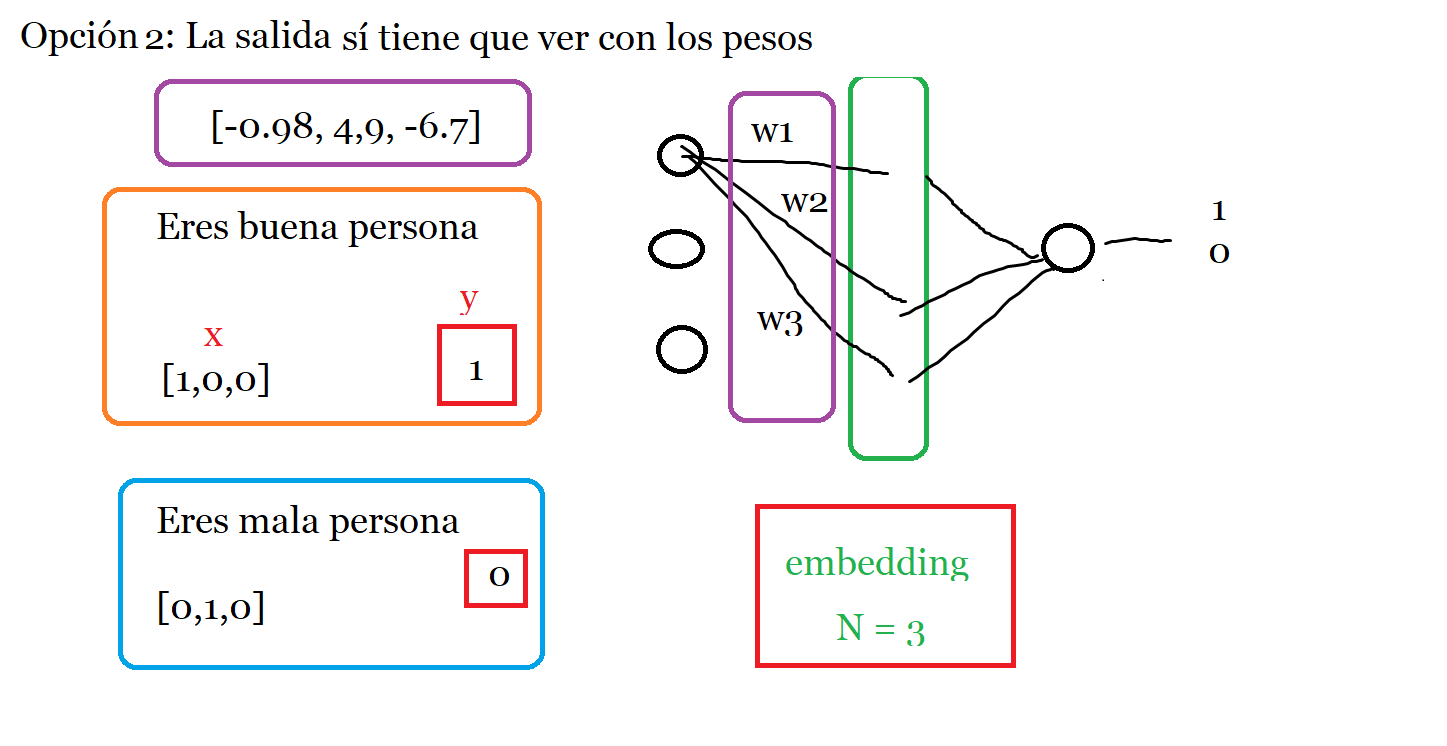 Opción 2: La salida sí tiene que ver con los pesos
[-0.98, 4,9, -6.7]
Eres buena persona
x
y
[1,0,0]
1
Eres mala persona
[0,1,0]
0
w1
w2
w3
1
0
embedding
N = 3